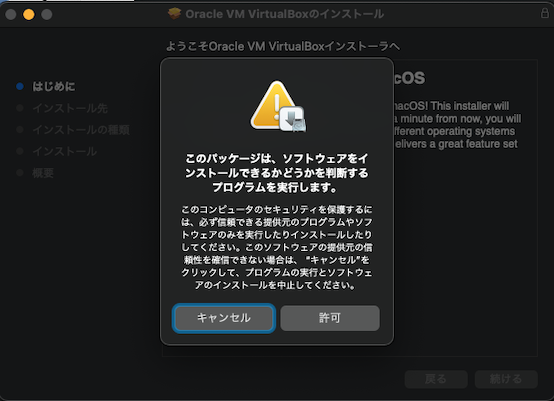 Oracle VM VirtualBoxのインストール
ようこそOracle VM VirtualBoxインストーラへ
はじめに
インストール先
インストールの種類
インストール
概要
cOS
macOS! This installer will
a minute from now, you will
fferent operating systems
delivers a great feature set
このパッケージは、ソフトウェアをイ
ンストールできるかどうかを判断する
プログラムを実行します。
このコンピュータのセキュリティを保護するに
は、必ず信頼できる提供元のプログラムやソフ
トウェアのみを実行したりインストールしたり
してください。このソフトウェアの提供元の信
頼性を確信できない場合は、“キャンセル”を
クリックして、プログラムの実行とソフトウェ
アのインストールを中止してください。
キャンセル
許可
戻る
続ける